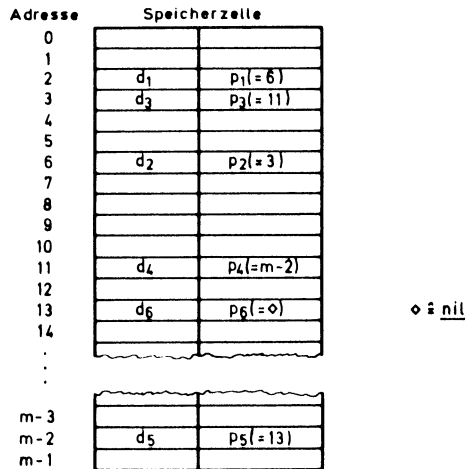 Adresse Speicherzelle
0
1
2 d1 p1(=6)
3 d3 p3(=11)
4
5
6 d2 p2(=3)
7
8
9
10
11 d4 p4(=m-2)
12
13 d6 p6(=◇) ◇ ≙ nil
14
.
.
.
m-3
m-2 d5 p5(=13)
m-1